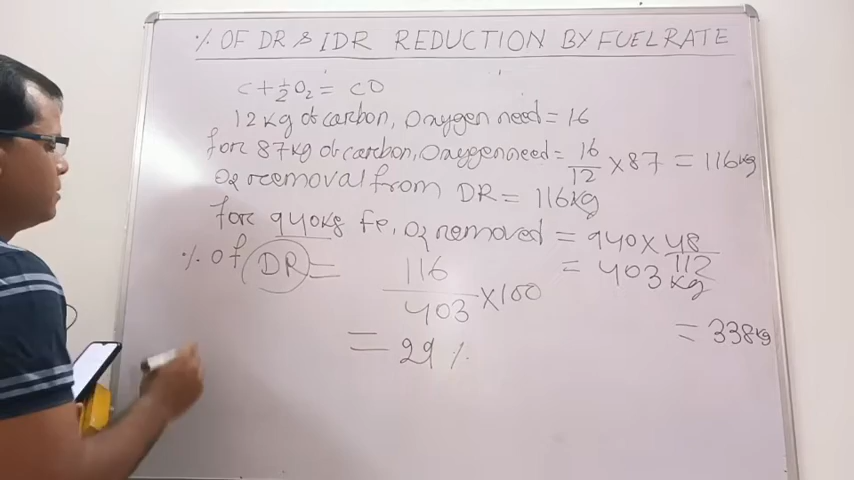 % OF DR & IDR REDUCTION BY FUEL RATE
C + 1/2 O2 = CO
12 kg of carbon, Oxygen need = 16
for 87 kg of carbon, Oxygen need = 16/12 × 87 = 116 kg
O2 removal from DR = 116 kg
for 940 kg Fe, O2 removed = 940 × 48/112
= 403 kg
% of DR = 116/403 × 100
= 338 kg
= 29 %